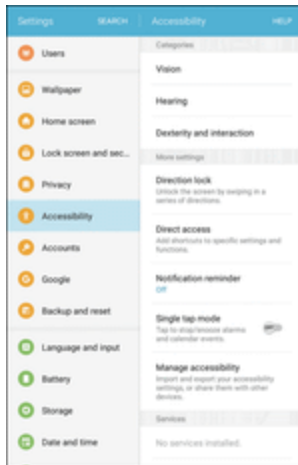 Settings
SEARCH
Users
Wallpaper
Home screen
Lock screen and sec...
Privacy
Accessibility
Accounts
Google
Backup and reset
Language and input
Battery
Storage
Date and time
Accessibility
HELP
Categories
Vision
Hearing
Dexterity and interaction
More settings
Direction lock
Unlock the screen by swiping in a
series of directions.
Direct access
Add shortcuts to specific settings and
functions.
Notification reminder
Off
Single tap mode
Tap to stop/snooze alarms
and calendar events.
Manage accessibility
Import and export your accessibility
settings, or share them with other
devices.
Services
No services installed.